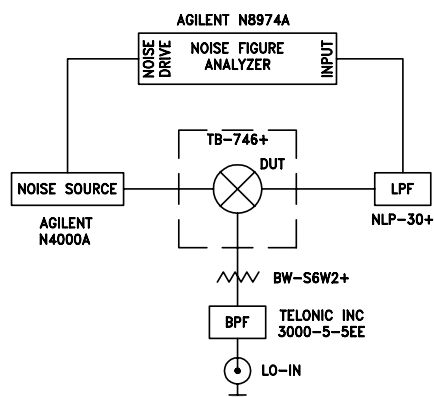 AGILENT N8974A
NOISE DRIVE
NOISE FIGURE
ANALYZER
INPUT
TB-746+
DUT
NOISE SOURCE
LPF
AGILENT
N4000A
NLP-30+
BW-S6W2+
BPF
TELONIC INC
3000-5-5EE
LO-IN